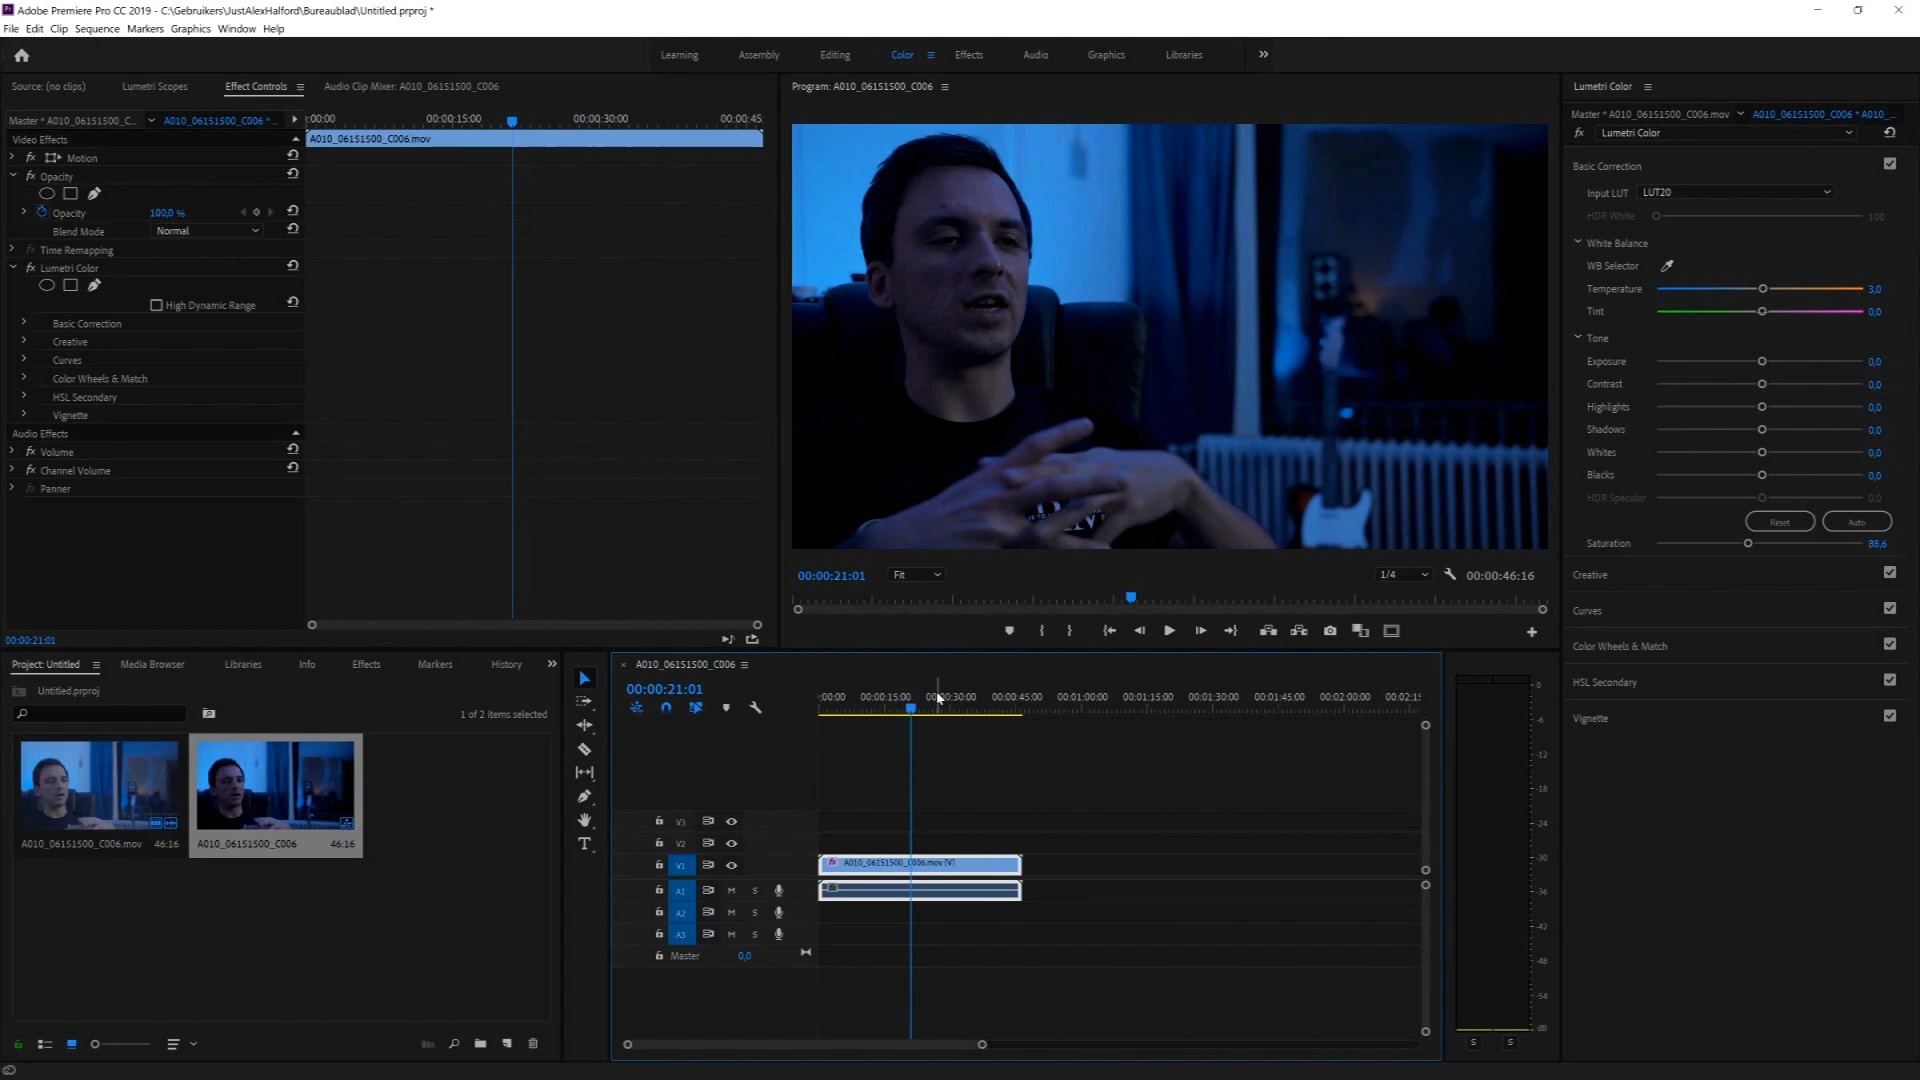 Adobe Premiere Pro CC 2019 - C:\Gebruikers\JustAlexHalford\Bureaublad\Untitled.prproj *
File Edit Clip Sequence Markers Graphics Window Help
Learning Assembly Editing Color Effects Audio Graphics Libraries
Source: (no clips) Lumetri Scopes Effect Controls Audio Clip Mixer: A010_06151500_C006
Program: A010_06151500_C006
Lumetri Color
Master * A010_06151500_C... A010_06151500_C006 * ... :00:00 00:00:15:00 00:00:30:00 00:00:45:
Master * A010_06151500_C006.mov A010_06151500_C006 * A010_...
fx Lumetri Color
Video Effects
A010_06151500_C006.mov
fx Motion
fx Opacity
Opacity 100,0 %
Blend Mode Normal
fx Time Remapping
fx Lumetri Color
High Dynamic Range
Basic Correction
Creative
Curves
Color Wheels & Match
HSL Secondary
Vignette
Audio Effects
fx Volume
fx Channel Volume
fx Panner
00:00:21:01
00:00:21:01 Fit 1/4 00:00:46:16
Basic Correction
Input LUT LUT20
HDR White 100
White Balance
WB Selector
Temperature 3,0
Tint 0,0
Tone
Exposure 0,0
Contrast 0,0
Highlights 0,0
Shadows 0,0
Whites 0,0
Blacks 0,0
HDR Specular 0,0
Reset Auto
Saturation 88,6
Creative
Curves
Color Wheels & Match
HSL Secondary
Vignette
Project: Untitled Media Browser Libraries Info Effects Markers History
Untitled.prproj
1 of 2 items selected
A010_06151500_C006.mov 46:16
A010_06151500_C006 46:16
A010_06151500_C006
00:00:21:01
:00:00 00:00:15:00 00:00:30:00 00:00:45:00 00:01:00:00 00:01:15:00 00:01:30:00 00:01:45:00 00:02:00:00 00:02:15
V3
V2
V1 fx A010_06151500_C006.mov [V]
A1 M S
A2 M S
A3 M S
Master 0,0
0
-6
-12
-18
-24
-30
-36
-42
-48
-54
dB
S S